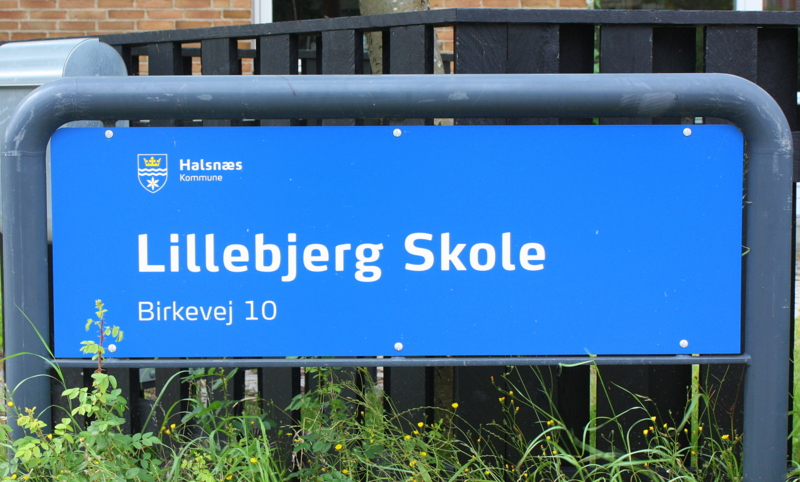 Halsnæs
Kommune
Lillebjerg Skole
Birkevej 10